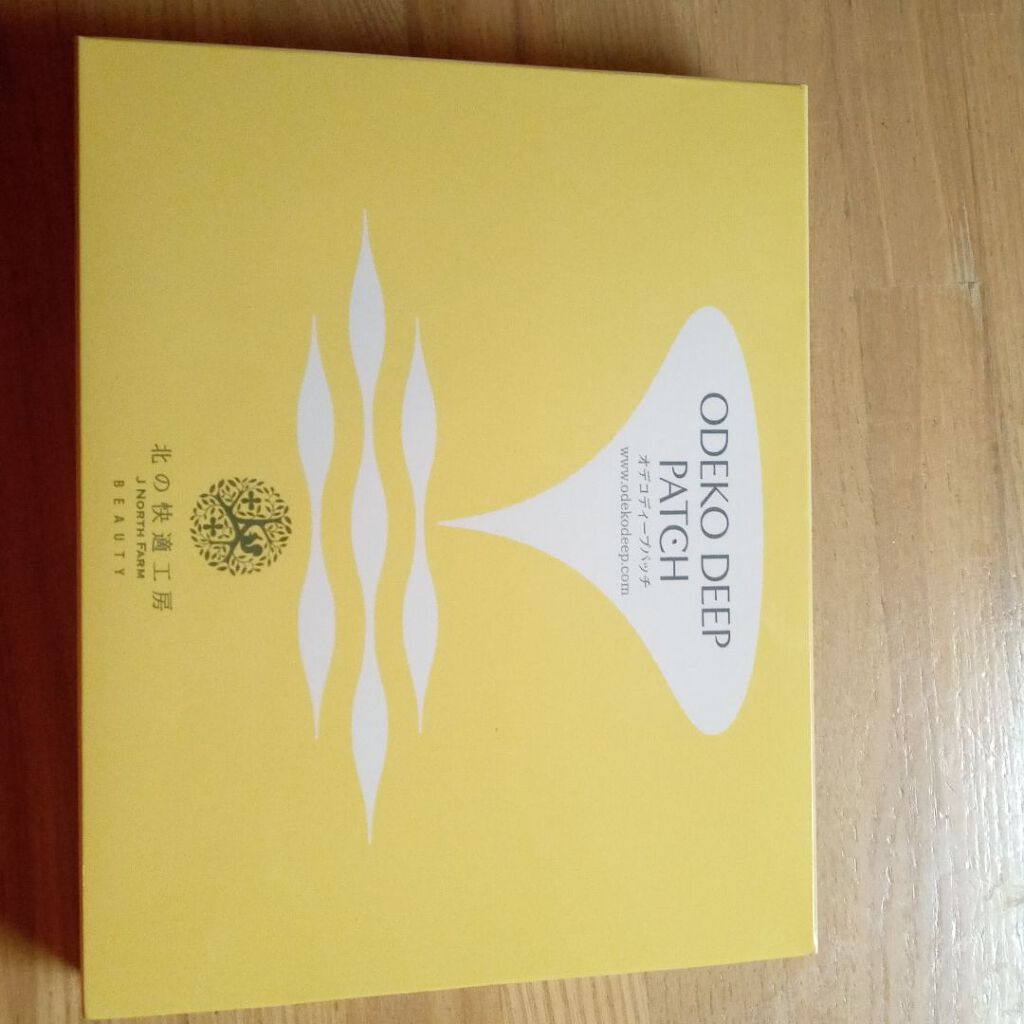 ODEKO DEEP
PATCH
オデコディープパッチ
www.odekodeep.com
北の快適工房
J NORTH FARM
BEAUTY